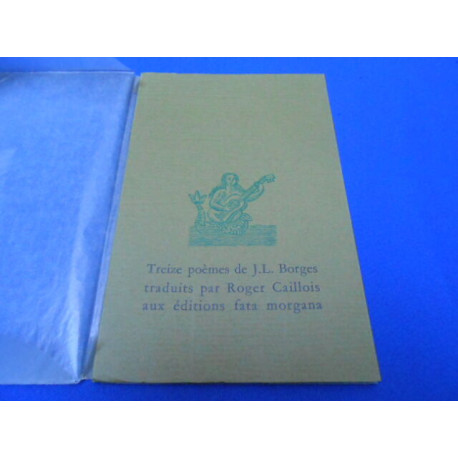 Treize poèmes de J.L. Borges
traduits par Roger Caillois
aux éditions fata morgana